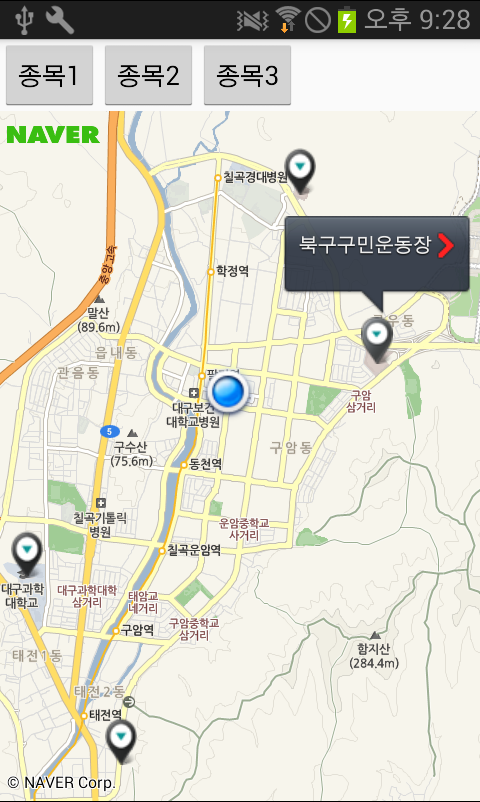 오후 9:28
종목1 종목2 종목3
NAVER
칠곡경대병원
북구구민운동장
중앙고속
학정역
말산
(89.6m)
읍내동
관음동
대구보건
대학교병원
구암
삼거리
5
구수산
(75.6m)
구암동
동천역
칠곡가톨릭
병원
운암중학교
사거리
칠곡운암역
대구과학
대학교
대구과학대학
삼거리
태암교
네거리
구암역
구암중학교
삼거리
태전1동
함지산
(284.4m)
태전2동
태전역
© NAVER Corp.